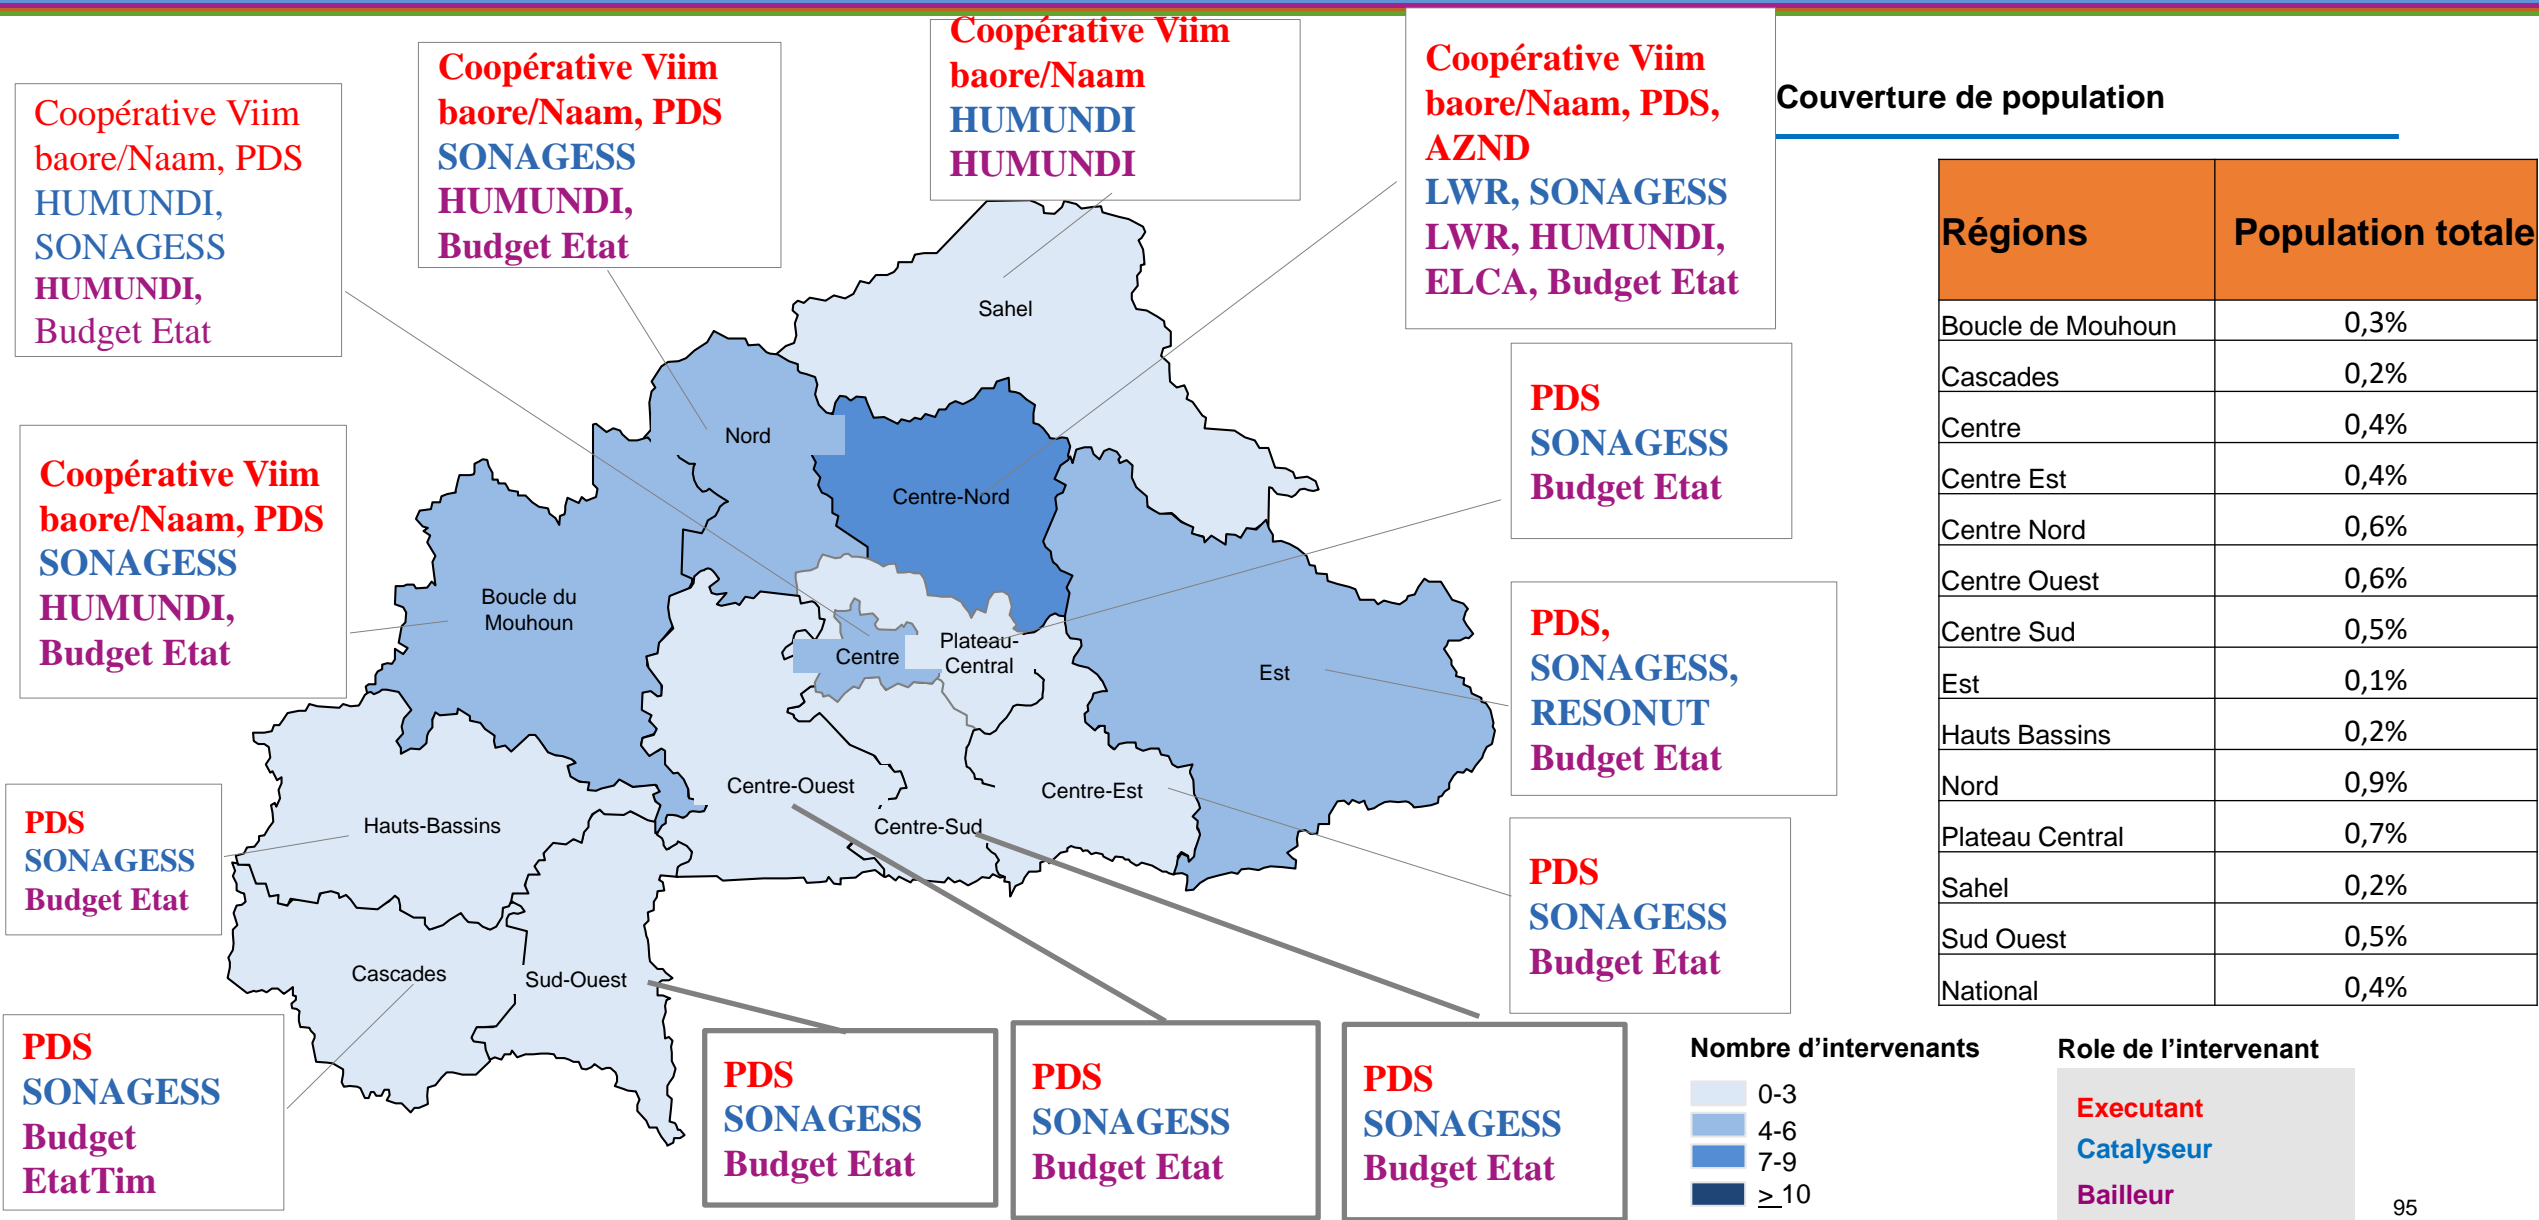 Coopérative Viim
baore/Naam, PDS
HUMUNDI,
SONAGESS
HUMUNDI,
Budget Etat
Coopérative Viim
baore/Naam, PDS
SONAGESS
HUMUNDI,
Budget Etat
Coopérative Viim
baore/Naam
HUMUNDI
HUMUNDI
Coopérative Viim
baore/Naam, PDS,
AZND
LWR, SONAGESS
LWR, HUMUNDI,
ELCA, Budget Etat
Couverture de population
Régions Population totale
Boucle de Mouhoun 0,3%
Cascades 0,2%
Centre 0,4%
Centre Est 0,4%
Centre Nord 0,6%
Centre Ouest 0,6%
Centre Sud 0,5%
Est 0,1%
Hauts Bassins 0,2%
Nord 0,9%
Plateau Central 0,7%
Sahel 0,2%
Sud Ouest 0,5%
National 0,4%
Coopérative Viim
baore/Naam, PDS
SONAGESS
HUMUNDI,
Budget Etat
PDS
SONAGESS
Budget Etat
PDS,
SONAGESS,
RESONUT
Budget Etat
PDS
SONAGESS
Budget Etat
Sahel
Nord
Centre-Nord
Boucle du
Mouhoun
Centre
Plateau-
Central
Est
Centre-Ouest
Centre-Est
Hauts-Bassins
Centre-Sud
Cascades
Sud-Ouest
PDS
SONAGESS
Budget Etat
PDS
SONAGESS
Budget
EtatTim
PDS
SONAGESS
Budget Etat
PDS
SONAGESS
Budget Etat
PDS
SONAGESS
Budget Etat
Nombre d'intervenants
0-3
4-6
7-9
> 10
Role de l'intervenant
Executant
Catalyseur
Bailleur
95